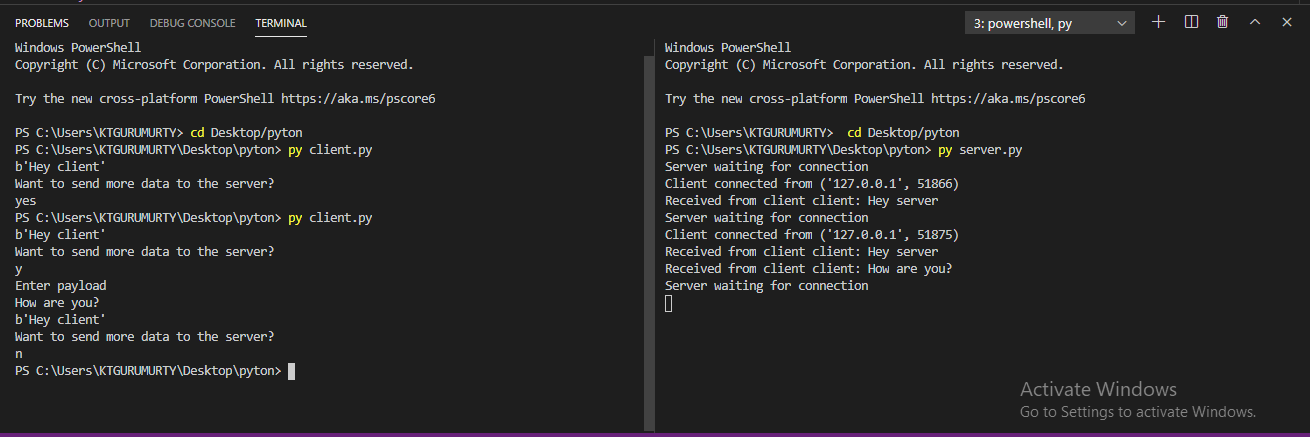 PROBLEMS OUTPUT DEBUG CONSOLE TERMINAL 3: powershell, py
Windows PowerShell
Copyright (C) Microsoft Corporation. All rights reserved.
Try the new cross-platform PowerShell https://aka.ms/pscore6
PS C:\Users\KTGURUMURTY> cd Desktop/pyton
PS C:\Users\KTGURUMURTY\Desktop\pyton> py client.py
b'Hey client'
Want to send more data to the server?
yes
PS C:\Users\KTGURUMURTY\Desktop\pyton> py client.py
b'Hey client'
Want to send more data to the server?
y
Enter payload
How are you?
b'Hey client'
Want to send more data to the server?
n
PS C:\Users\KTGURUMURTY\Desktop\pyton>
Windows PowerShell
Copyright (C) Microsoft Corporation. All rights reserved.
Try the new cross-platform PowerShell https://aka.ms/pscore6
PS C:\Users\KTGURUMURTY>  cd Desktop/pyton
PS C:\Users\KTGURUMURTY\Desktop\pyton> py server.py
Server waiting for connection
Client connected from ('127.0.0.1', 51866)
Received from client client: Hey server
Server waiting for connection
Client connected from ('127.0.0.1', 51875)
Received from client client: Hey server
Received from client client: How are you?
Server waiting for connection
Activate Windows
Go to Settings to activate Windows.